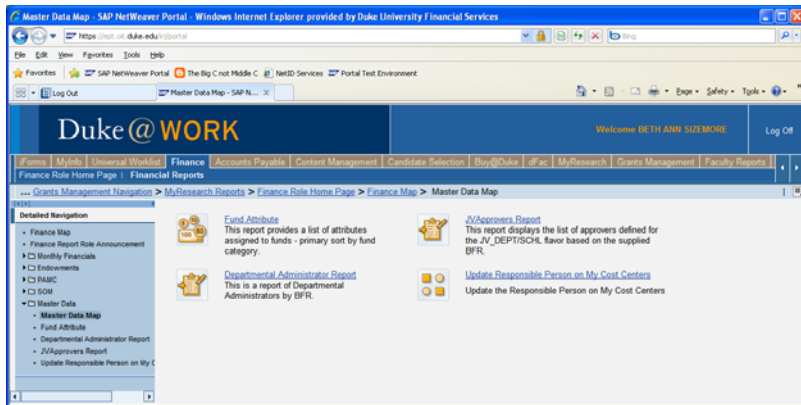 Master Data Map - SAP NetWeaver Portal - Windows Internet Explorer provided by Duke University Financial Services
https://ept.oit.duke.edu/irj/portal
Bing
File Edit View Favorites Tools Help
Favorites SAP NetWeaver Portal The Big C not Middle C NetID Services Portal Test Environment
Log Out Master Data Map - SAP N... Page Safety Tools
Duke@WORK
Welcome BETH ANN SIZEMORE Log Off
iForms MyInfo Universal Worklist Finance Accounts Payable Content Management Candidate Selection Buy@Duke dFac MyResearch Grants Management Faculty Reports
Finance Role Home Page | Financial Reports
... Grants Management Navigation > MyResearch Reports > Finance Role Home Page > Finance Map > Master Data Map
Detailed Navigation
Finance Map
Finance Report Role Announcement
Monthly Financials
Endowments
PAMC
SOM
Master Data
Master Data Map
Fund Attribute
Departmental Administrator Report
JVApprovers Report
Update Responsible Person on My C
Fund Attribute
This report provides a list of attributes
assigned to funds - primary sort by fund
category.
JVApprovers Report
This report displays the list of approvers defined for
the JV_DEPT/SCHL flavor based on the supplied
BFR.
Departmental Administrator Report
This is a report of Departmental
Administrators by BFR.
Update Responsible Person on My Cost Centers
Update the Responsible Person on My Cost Centers